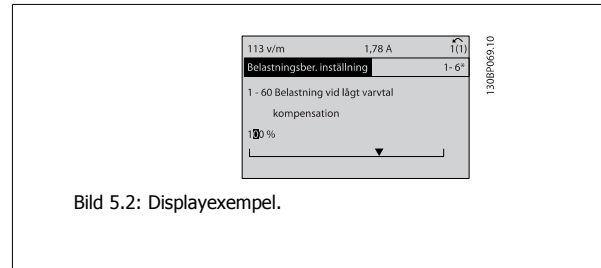 113 v/m 1,78 A 1(1)
Belastningsber. inställning 1- 6*
1 - 60 Belastning vid lågt varvtal
kompensation
100 %
130BP069.10
Bild 5.2: Displayexempel.